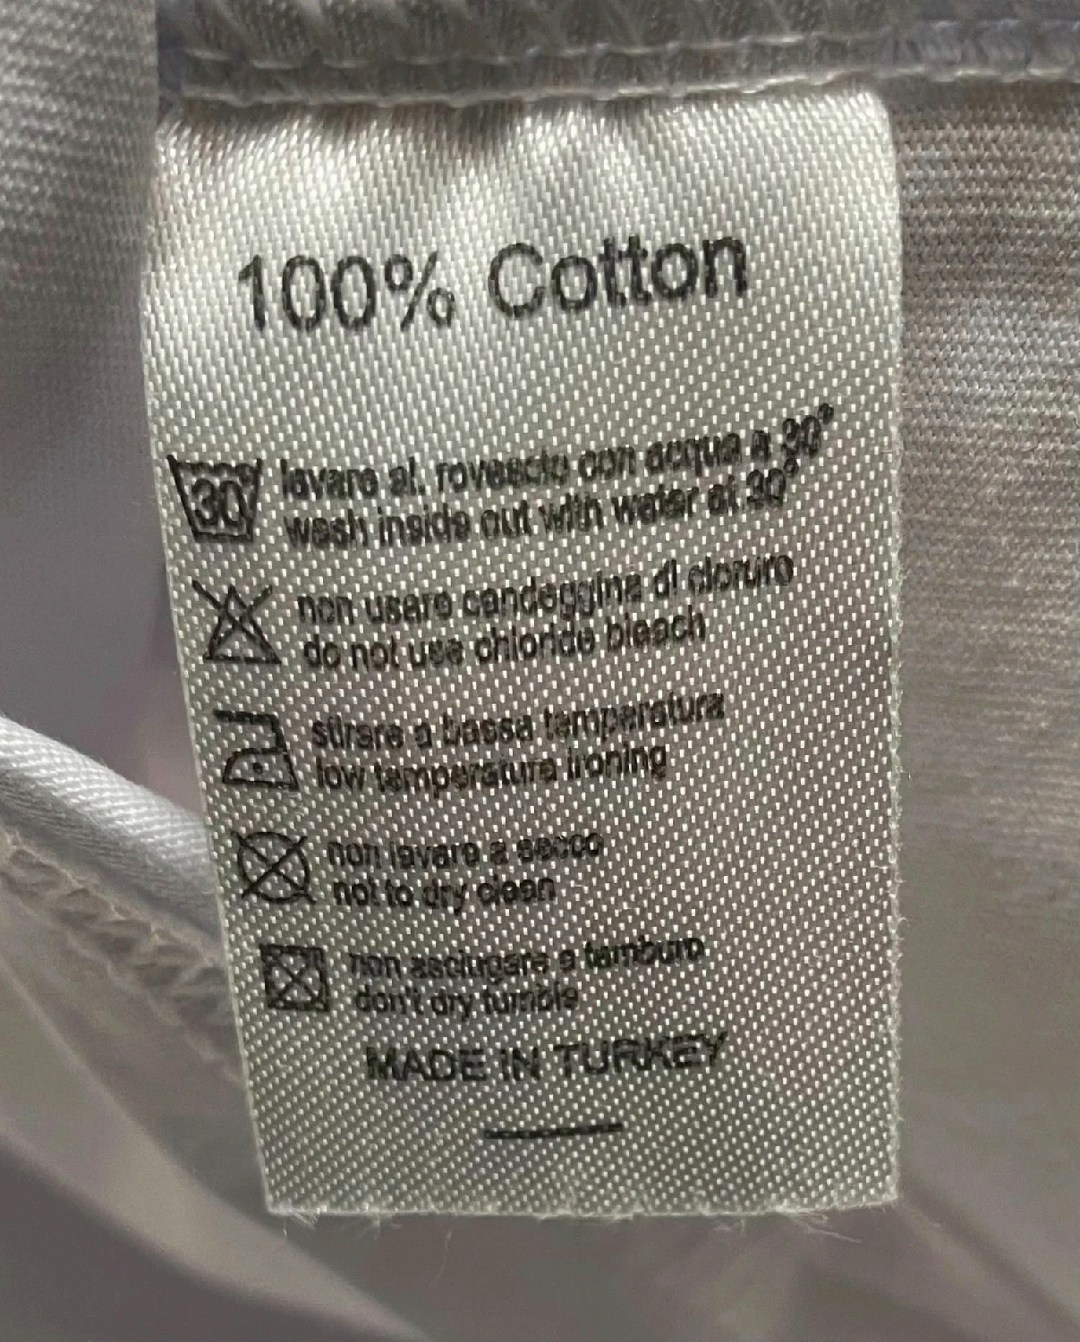 100% Cotton
30° lavare al. rovescio con acqua a 30°
wash inside out with water at 30°
non usare candeggina di cloruro
do not use chloride bleach
stirare a bassa temperatura
low temperature ironing
non lavare a secco
not to dry clean
non asciugare a tamburo
don't dry tumble
MADE IN TURKEY